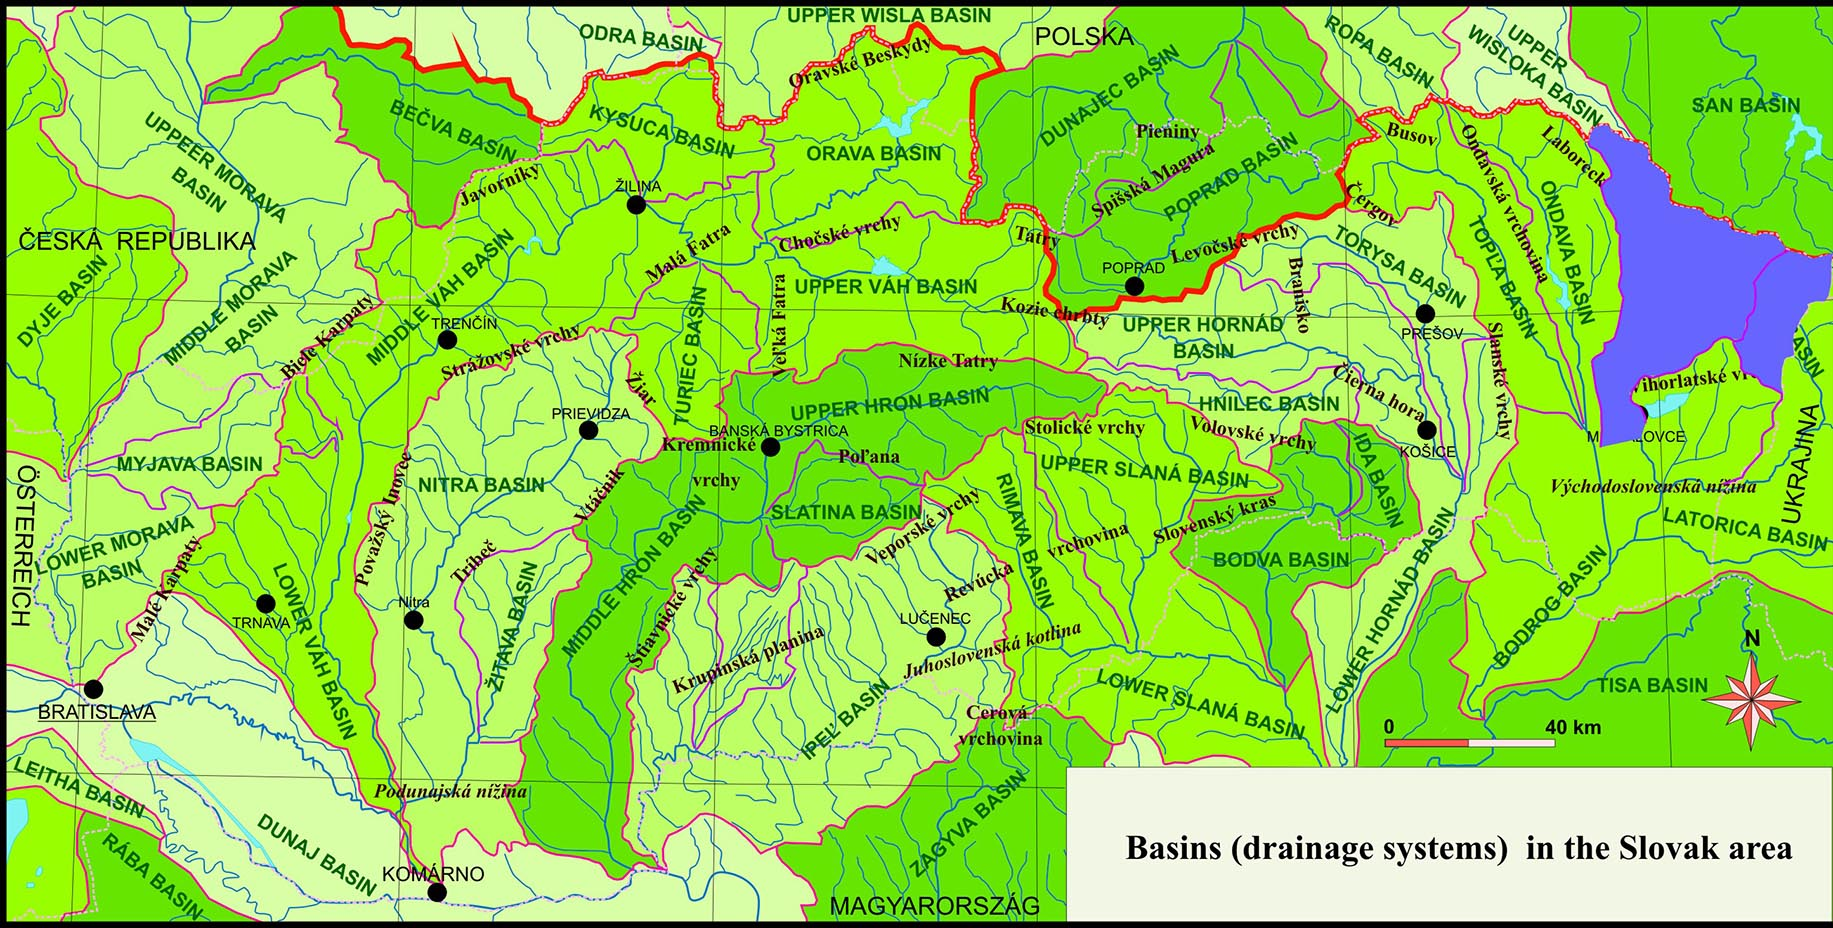 UPPER WISLA BASIN
ODRA BASIN
POLSKA
ROPA BASIN
UPPER
WISLOKA BASIN
SAN BASIN
Oravské Beskydy
BEČVA BASIN
KYSUCA BASIN
ORAVA BASIN
DUNAJEC BASIN
Pieniny
Spišská Magura
POPRAD BASIN
Busov
Ondavská vrchovina
Laboreck
UPPEER MORAVA
BASIN
Javorníky
ŽILINA
Čergov
ONDAVA BASIN
TOPĽA BASIN
ČESKÁ REPUBLIKA
DYJE BASIN
MIDDLE MORAVA
BASIN
MIDDLE VÁH BASIN
Malá Fatra
Chočské vrchy
Tatry
Levočské vrchy
POPRAD
TORYSA BASIN
Branisko
UPPER VÁH BASIN
Kozie chrbty
Biele Karpaty
TRENČÍN
Strážovské vrchy
TURIEC BASIN
Veľká Fatra
UPPER HORNÁD
BASIN
PREŠOV
Slanské vrchy
BASIN
Nízke Tatry
Žiar
UPPER HRON BASIN
Čierna hora
HNILEC BASIN
ihorlatské vr
PRIEVIDZA
BANSKÁ BYSTRICA
Kremnické
vrchy
Poľana
Stolické vrchy
Volovské vrchy
KOŠICE
M
LOVCE
UKRAJINA
ÖSTERREICH
MYJAVA BASIN
Považský Inovec
NITRA BASIN
Vtáčnik
UPPER SLANÁ BASIN
IDA BASIN
Východoslovenská nížina
SLATINA BASIN
Veporské vrchy
RIMAVA BASIN
vrchovina
Slovenský kras
LATORICA BASIN
LOWER MORAVA
BASIN
Malé Karpaty
LOWER VÁH BASIN
Tribeč
ŽITAVA BASIN
MIDDLE HRON BASIN
Štiavnické vrchy
Revúcka
BODVA BASIN
LOWER HORNÁD BASIN
BODROG BASIN
TRNAVA
Nitra
LUČENEC
Juhoslovenská kotlina
Krupinská planina
N
BRATISLAVA
IPEĽ BASIN
Cerová
vrchovina
LOWER SLANÁ BASIN
TISA BASIN
0
40 km
LEITHA BASIN
Podunajská nížina
ZAGYVA BASIN
DUNAJ BASIN
RÁBA BASIN
KOMÁRNO
MAGYARORSZÁG
Basins (drainage systems) in the Slovak area